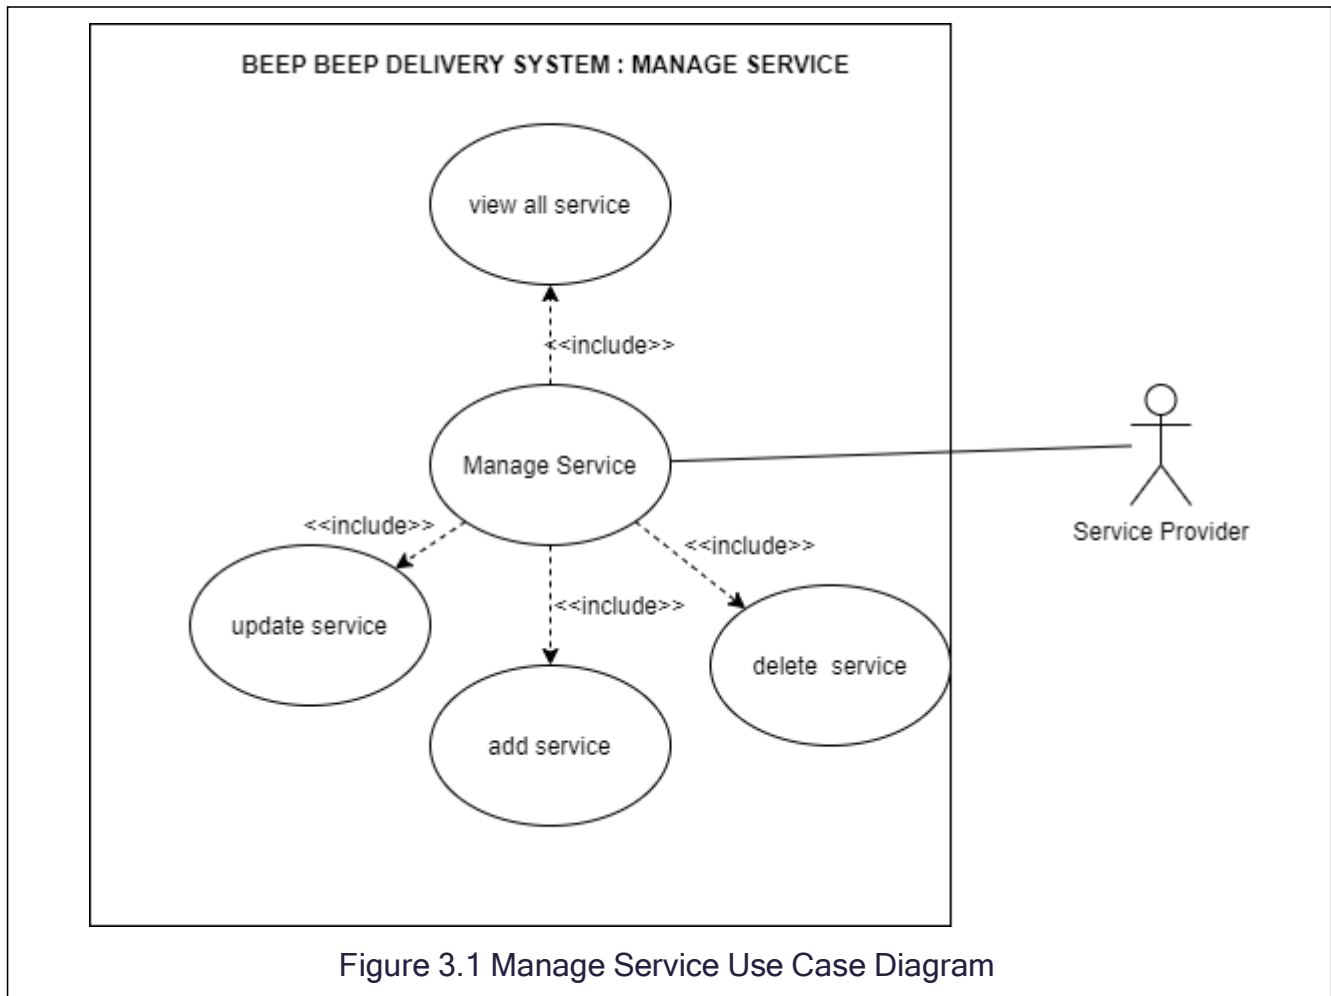 BEEP BEEP DELIVERY SYSTEM : MANAGE SERVICE
view all service
<<include>>
Manage Service
Service Provider
<<include>>
<<include>>
<<include>>
update service
delete  service
add service
Figure 3.1 Manage Service Use Case Diagram